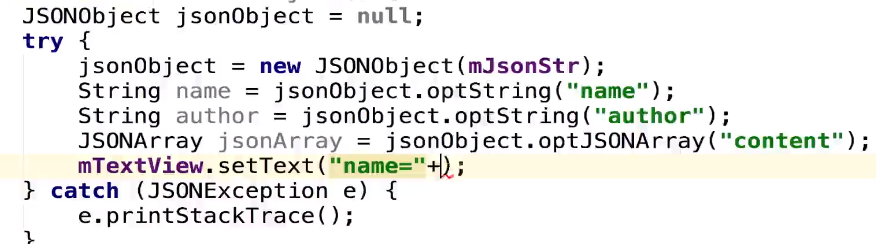 JSONObject jsonObject = null;
try {
    jsonObject = new JSONObject(mJsonStr);
    String name = jsonObject.optString("name");
    String author = jsonObject.optString("author");
    JSONArray jsonArray = jsonObject.optJSONArray("content");
    mTextView.setText("name="+);
} catch (JSONException e) {
    e.printStackTrace();
}